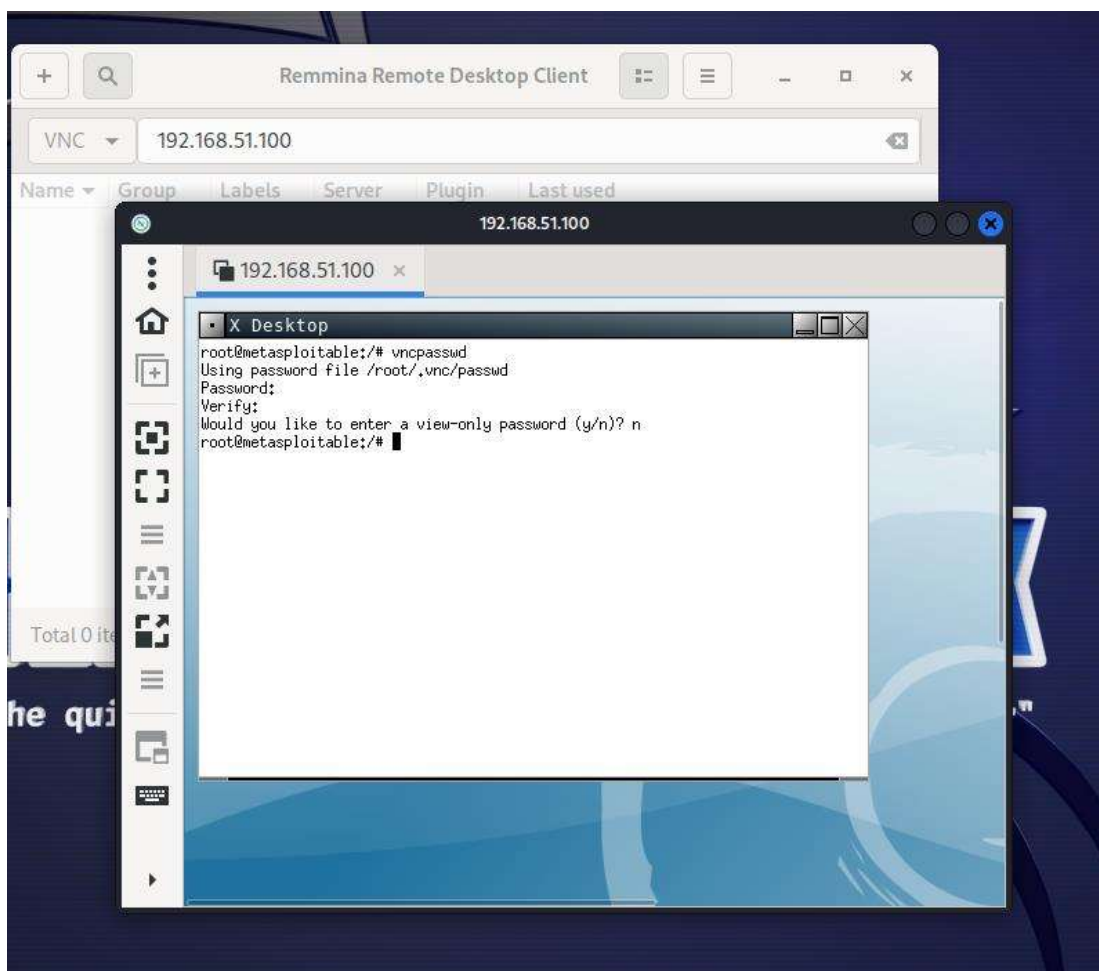 Remmina Remote Desktop Client
VNC
192.168.51.100
Name Group Labels Server Plugin Last used
192.168.51.100
192.168.51.100
X Desktop
root@metasploitable:/# vncpasswd
Using password file /root/.vnc/passwd
Password:
Verify:
Would you like to enter a view-only password (y/n)? n
root@metasploitable:/#
Total 0 ite
he qui
"